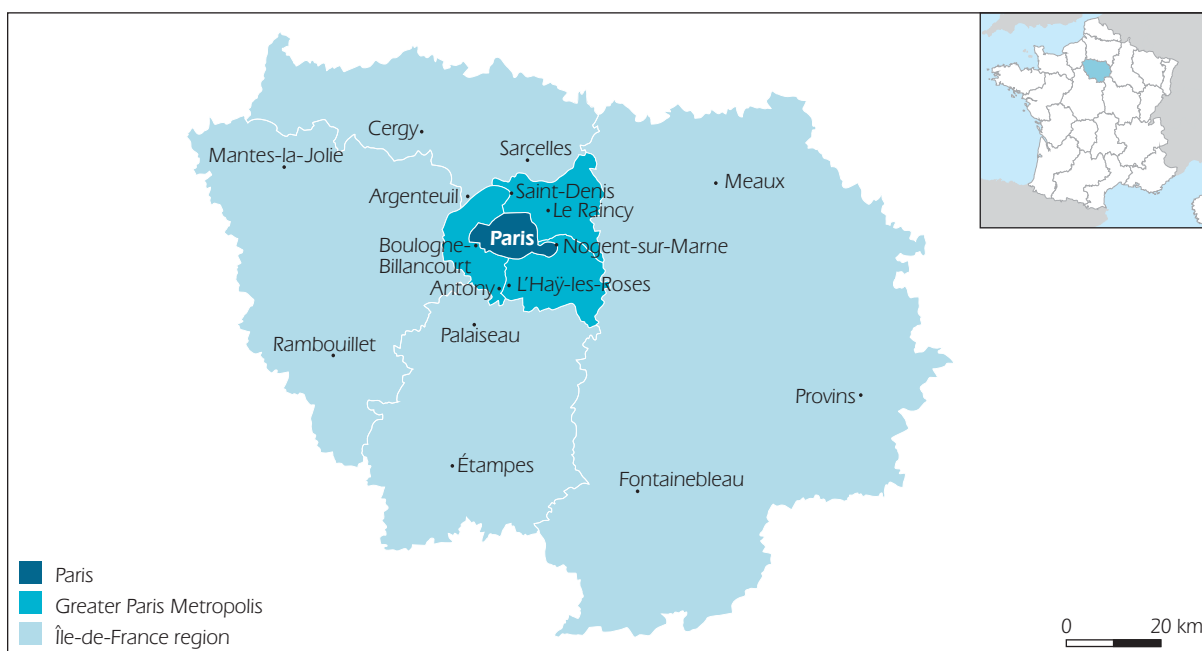 Cergy
Sarcelles
Mantes-la-Jolie
Meaux
Argenteuil
Saint-Denis
Le Raincy
Paris
Boulogne-
Billancourt
Nogent-sur-Marne
Antony
L'Haÿ-les-Roses
Palaiseau
Rambouillet
Provins
Étampes
Fontainebleau
Paris
Greater Paris Metropolis
Île-de-France region
0 20 km